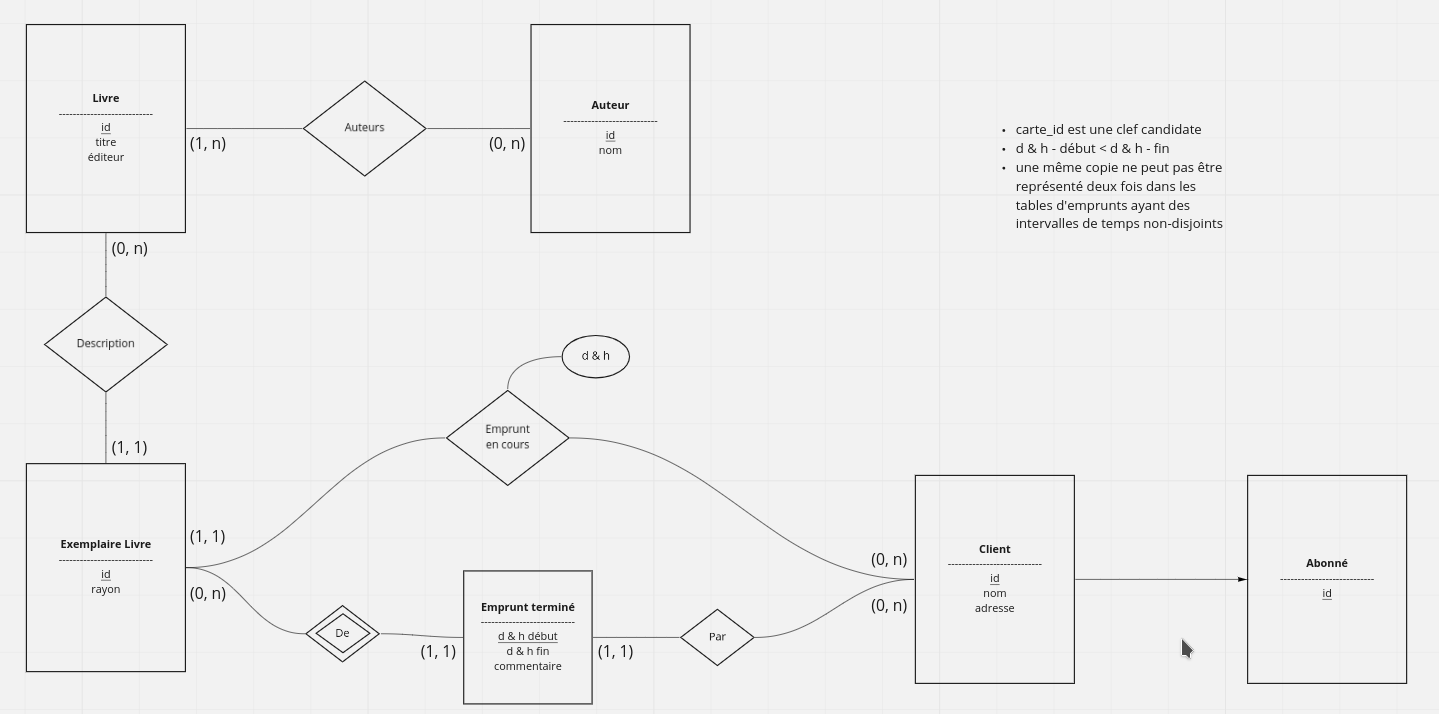 Livre
id
titre
éditeur
(1, n)
Auteurs
(0, n)
Auteur
id
nom
• carte_id est une clef candidate
• d & h - début < d & h - fin
• une même copie ne peut pas être
représenté deux fois dans les
tables d'emprunts ayant des
intervalles de temps non-disjoints
(0, n)
Description
(1, 1)
d & h
Emprunt
en cours
Exemplaire Livre
id
rayon
(1, 1)
(0, n)
De
(1, 1)
Emprunt terminé
d & h début
d & h fin
commentaire
(1, 1)
Par
(0, n)
(0, n)
Client
id
nom
adresse
Abonné
id